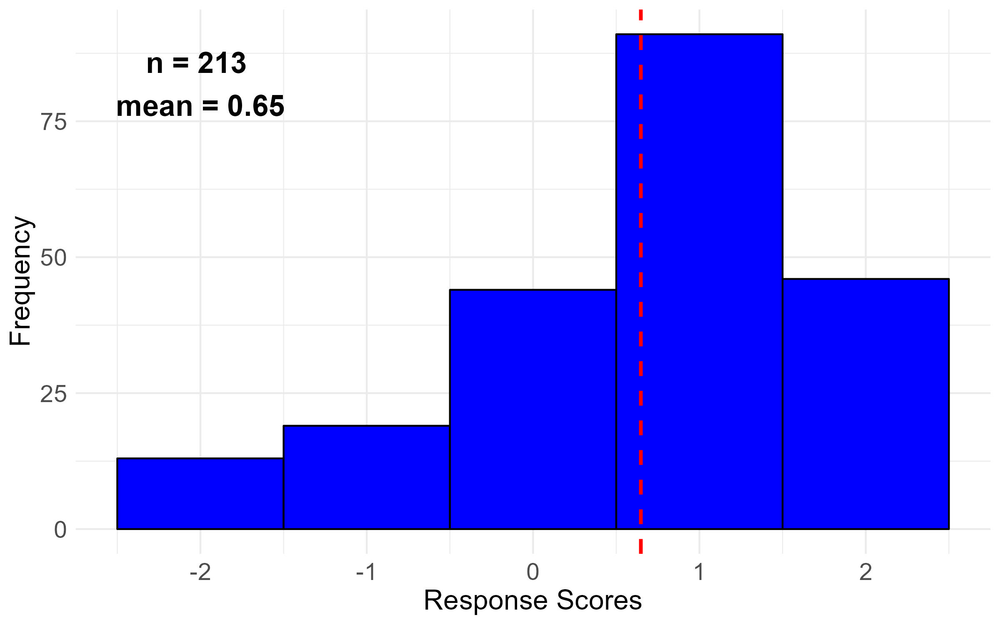 n = 213
mean = 0.65
75
50
25
0
Frequency
-2
-1
0
1
2
Response Scores